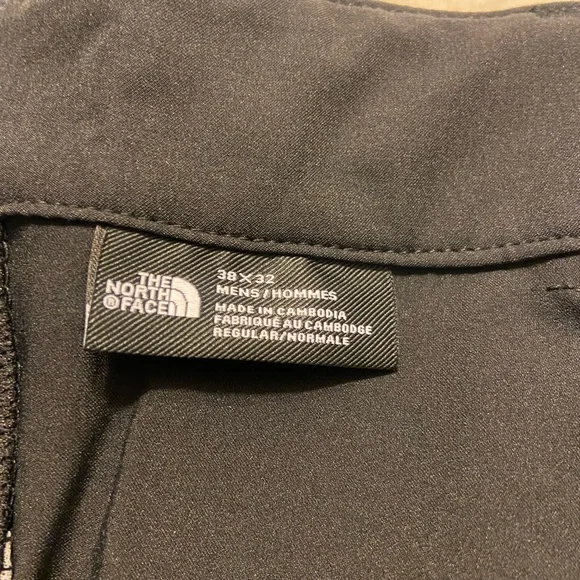 THE
NORTH
®FACE
38 X 32
MENS/HOMMES
MADE IN CAMBODIA
FABRIQUÉ AU CAMBODGE
REGULAR/NORMALE